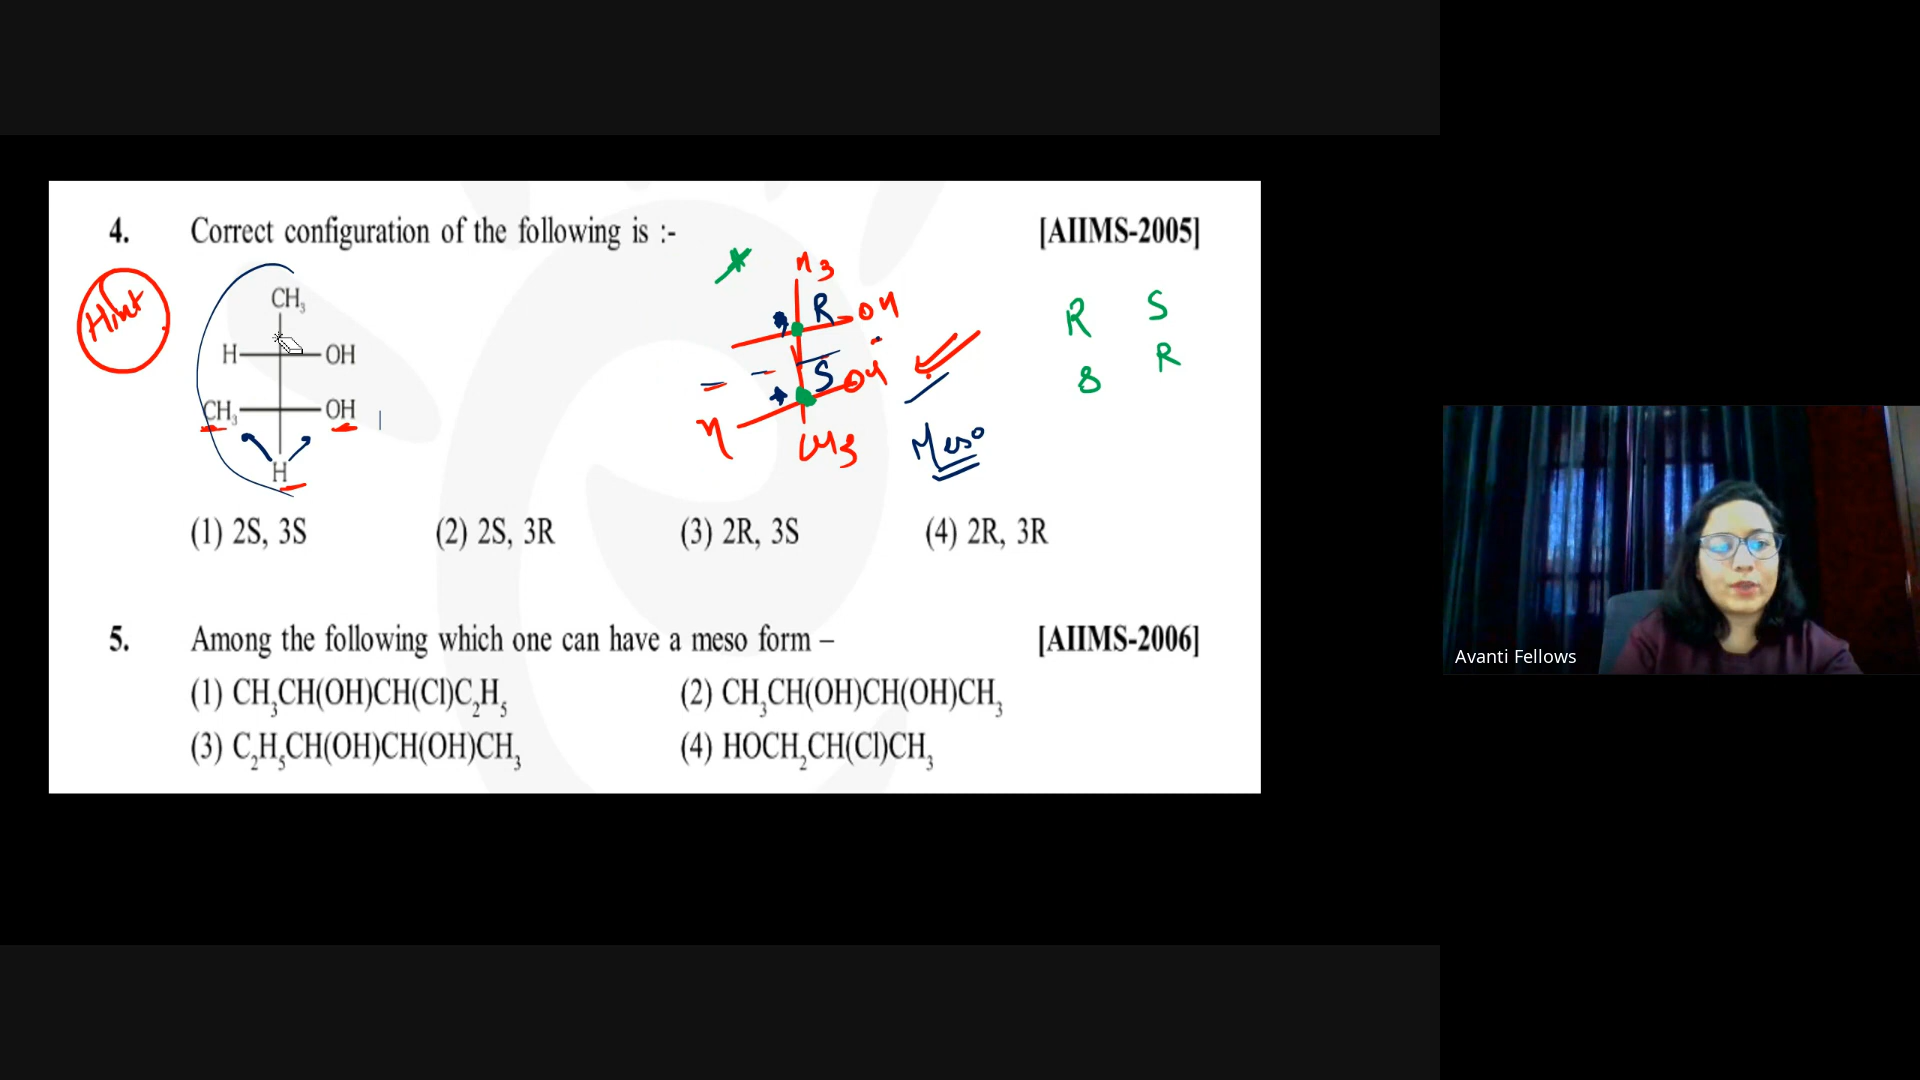 4. Correct configuration of the following is :- [AIIMS-2005]
Hint
CH3
H OH
CH3 OH
H
H3
R OH
S OH
H
CH3
Meso
R S
S R
(1) 2S, 3S (2) 2S, 3R (3) 2R, 3S (4) 2R, 3R
5. Among the following which one can have a meso form – [AIIMS-2006]
(1) CH3CH(OH)CH(Cl)C2H5 (2) CH3CH(OH)CH(OH)CH3
(3) C2H5CH(OH)CH(OH)CH3 (4) HOCH2CH(Cl)CH3
Avanti Fellows